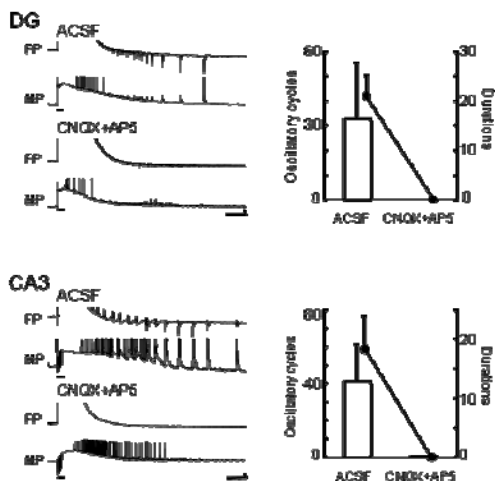 DG
ACSF
FP
MP
CNQX+AP5
FP
MP
60
30
0
Oscillatory cycles
30
20
10
0
Durations
ACSF CNQX+AP5
CA3
ACSF
FP
MP
CNQX+AP5
FP
MP
80
40
0
Oscillatory cycles
20
10
0
Durations
ACSF CNQX+AP5